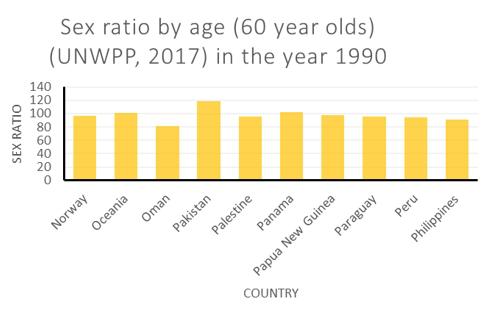 Sex ratio by age (60 year olds)
(UNWPP, 2017) in the year 1990
SEX RATIO
140
120
100
80
60
40
20
0
Norway
Oceania
Oman
Pakistan
Palestine
Panama
Papua New Guinea
Paraguay
Peru
Philippines
COUNTRY